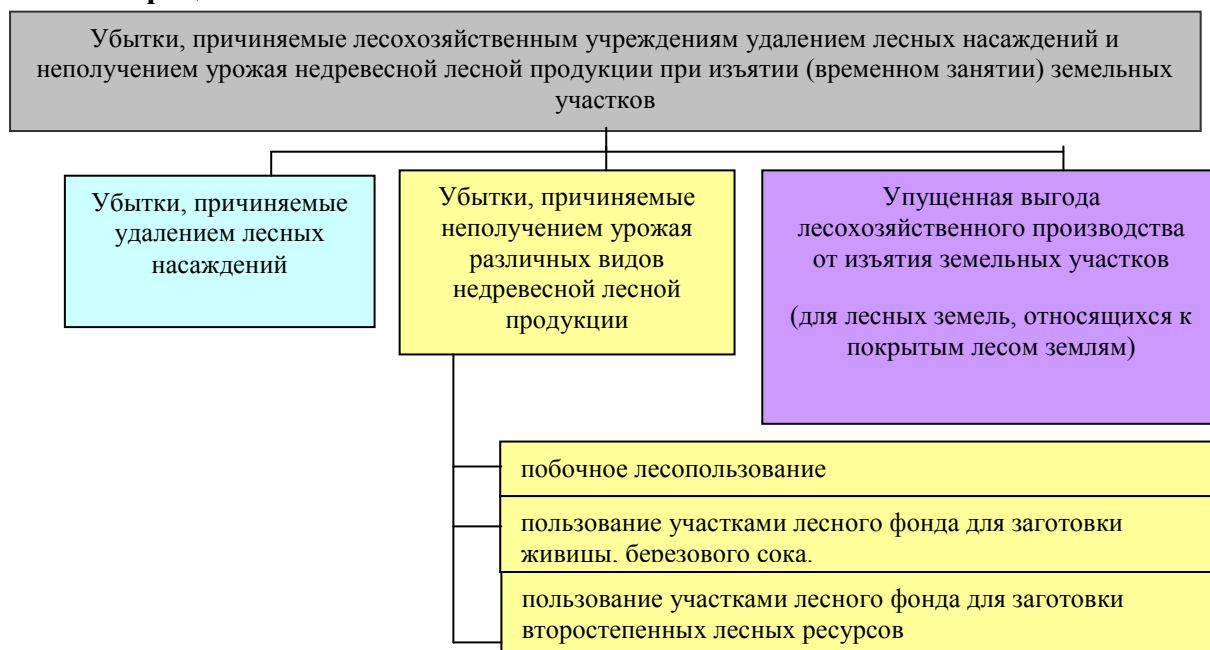 Убытки, причиняемые лесохозяйственным учреждениям удалением лесных насаждений и
неполучением урожая недревесной лесной продукции при изъятии (временном занятии) земельных
участков
Убытки, причиняемые
удалением лесных
насаждений
Убытки, причиняемые
неполучением урожая
различных видов
недревесной лесной
продукции
Упущенная выгода
лесохозяйственного производства
от изъятия земельных участков
(для лесных земель, относящихся к
покрытым лесом землям)
побочное лесопользование
пользование участками лесного фонда для заготовки
живицы, березового сока,
пользование участками лесного фонда для заготовки
второстепенных лесных ресурсов